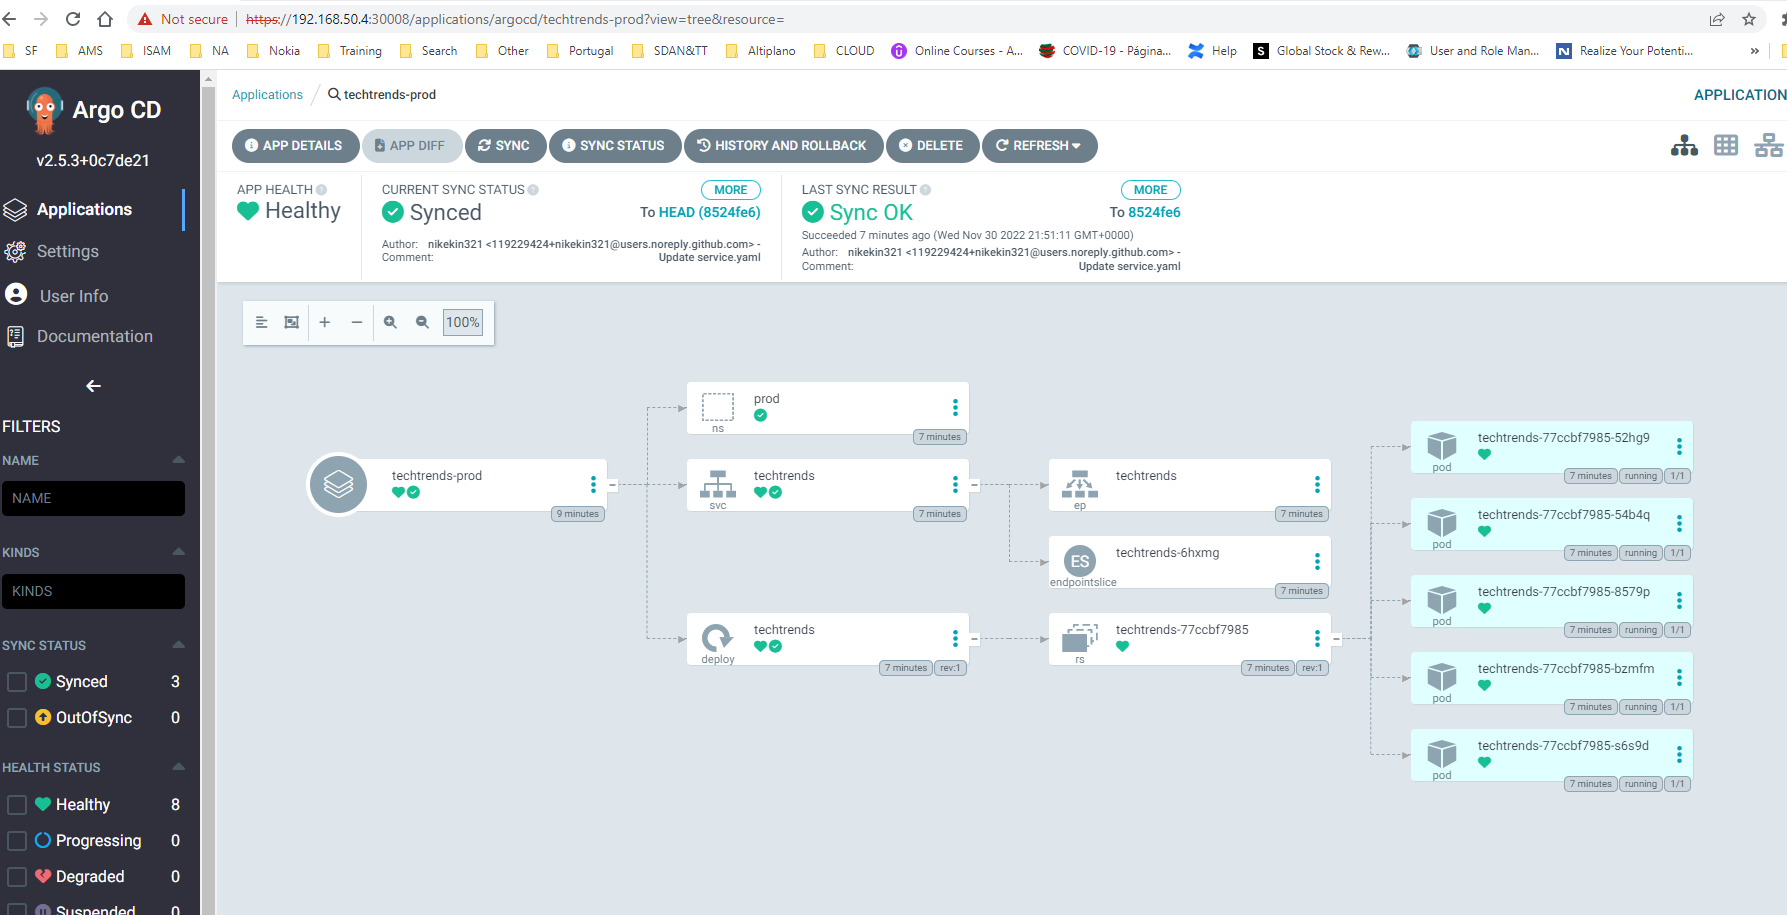 Not secure https://192.168.50.4:30008/applications/argocd/techtrends-prod?view=tree&resource=
SF AMS ISAM NA Nokia Training Search Other Portugal SDAN&TT Altiplano CLOUD Online Courses - A... COVID-19 - Página... Help Global Stock & Rew... User and Role Man... Realize Your Potenti... »
Argo CD
v2.5.3+0c7de21
Applications
Settings
User Info
Documentation
FILTERS
NAME
NAME
KINDS
KINDS
SYNC STATUS
Synced 3
OutOfSync 0
HEALTH STATUS
Healthy 8
Progressing 0
Degraded 0
Suspended 0
Applications / techtrends-prod
APPLICATION
APP DETAILS APP DIFF SYNC SYNC STATUS HISTORY AND ROLLBACK DELETE REFRESH
APP HEALTH
Healthy
CURRENT SYNC STATUS MORE
Synced To HEAD (8524fe6)
Author: nikekin321 <119229424+nikekin321@users.noreply.github.com> -
Comment: Update service.yaml
LAST SYNC RESULT MORE
Sync OK To 8524fe6
Succeeded 7 minutes ago (Wed Nov 30 2022 21:51:11 GMT+0000)
Author: nikekin321 <119229424+nikekin321@users.noreply.github.com> -
Comment: Update service.yaml
100%
techtrends-prod
9 minutes
prod
ns
7 minutes
techtrends
svc
7 minutes
techtrends
deploy
7 minutes rev:1
techtrends
ep
7 minutes
ES
techtrends-6hxmg
endpointslice
7 minutes
techtrends-77ccbf7985
rs
7 minutes rev:1
techtrends-77ccbf7985-52hg9
pod
7 minutes running 1/1
techtrends-77ccbf7985-54b4q
pod
7 minutes running 1/1
techtrends-77ccbf7985-8579p
pod
7 minutes running 1/1
techtrends-77ccbf7985-bzmfm
pod
7 minutes running 1/1
techtrends-77ccbf7985-s6s9d
pod
7 minutes running 1/1